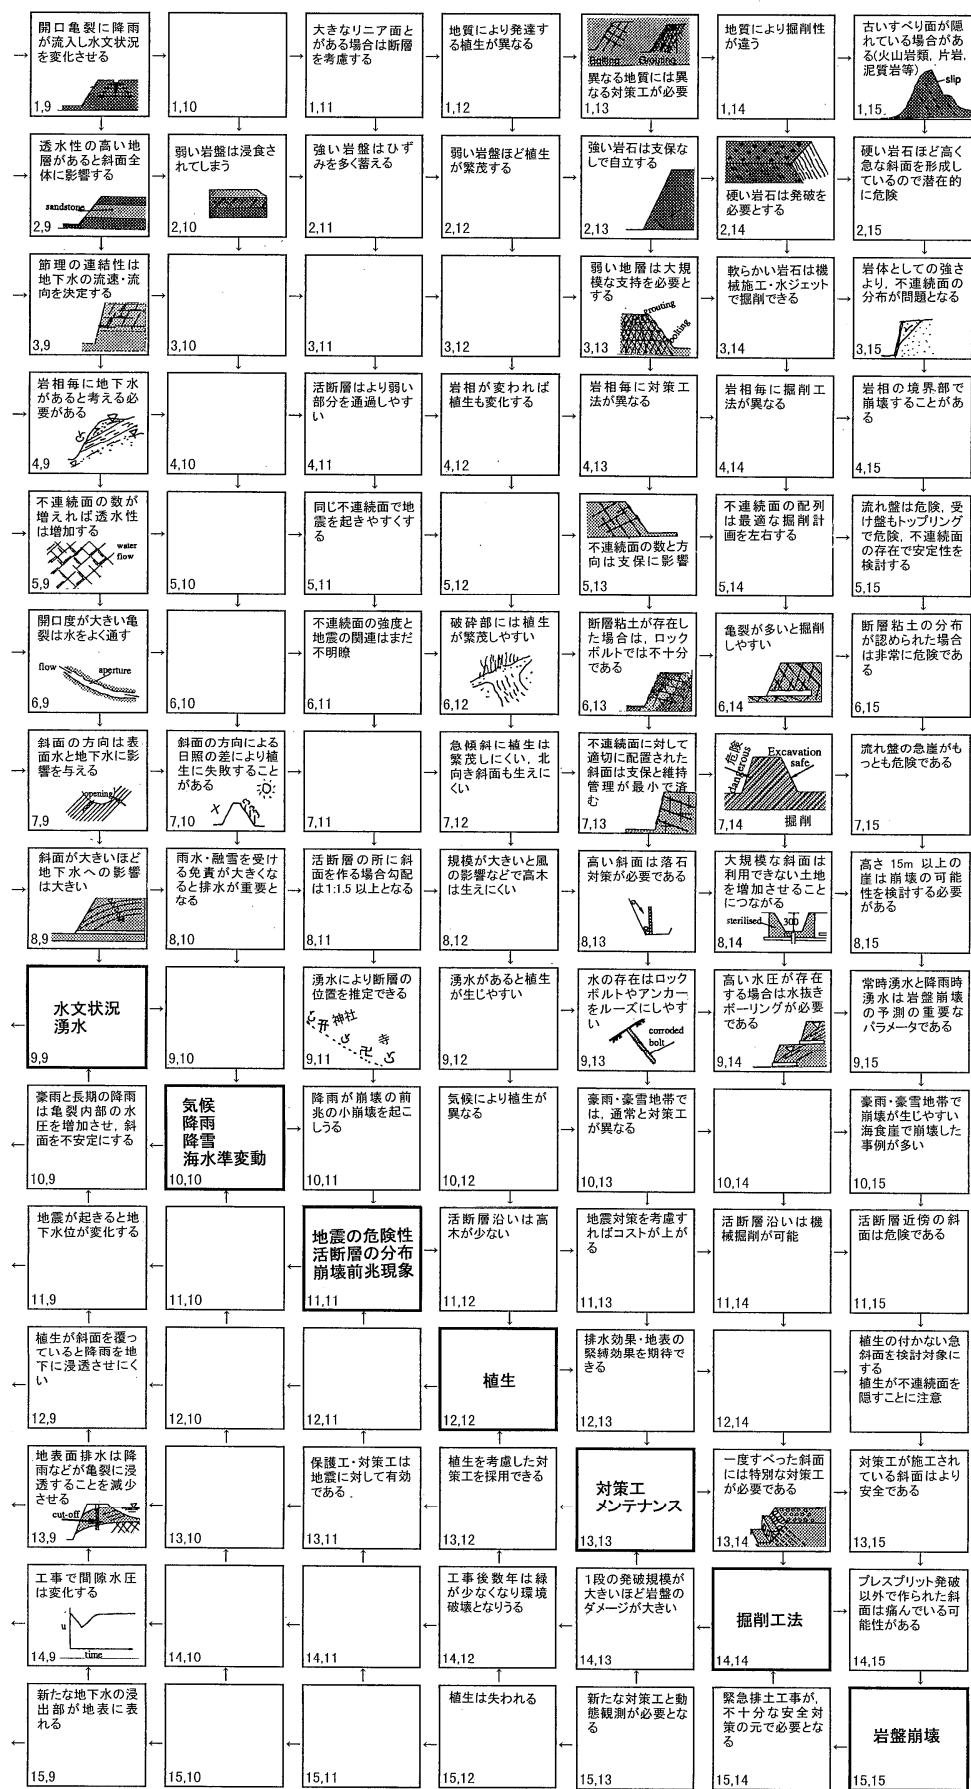 開口亀裂に降雨
が流入し水文状況
を変化させる
1,9
1,10
大きなリニア面と
がある場合は断層
を考慮する
1,11
地質により発達す
る植生が異なる
1,12
Bolting Grouting
異なる地質には異
なる対策工が必要
1,13
地質により掘削性
が違う
1,14
古いすべり面が隠
れている場合があ
る(火山岩類, 片岩,
泥質岩等)
slip
1,15
透水性の高い地
層があると斜面全
体に影響する
sandstone
2,9
弱い岩盤は浸食さ
れてしまう
2,10
強い岩盤はひず
みを多く蓄える
2,11
弱い岩盤ほど植生
が繁茂する
2,12
強い岩石は支保な
しで自立する
2,13
硬い岩石は発破を
必要とする
2,14
硬い岩石ほど高く
急な斜面を形成し
ているので潜在的
に危険
2,15
節理の連結性は
地下水の流速・流
向を決定する
3,9
3,10
3,11
3,12
弱い地層は大規
模な支持を必要と
する
grouting
bolting
3,13
軟らかい岩石は機
械施工・水ジェット
で掘削できる
3,14
岩体としての強さ
より, 不連続面の
分布が問題となる
3,15
岩相毎に地下水
があると考える必
要がある
4,9
4,10
活断層はより弱い
部分を通過しやす
い
4,11
岩相が変われば
植生も変化する
4,12
岩相毎に対策工
法が異なる
4,13
岩相毎に掘削工
法が異なる
4,14
岩相の境界部で
崩壊することがあ
る
4,15
不連続面の数が
増えれば透水性
は増加する
water
flow
5,9
5,10
同じ不連続面で地
震を起きやすくす
る
5,11
5,12
不連続面の数と方
向は支保に影響
5,13
不連続面の配列
は最適な掘削計
画を左右する
5,14
流れ盤は危険, 受
け盤もトップリング
で危険, 不連続面
の存在で安定性を
検討する
5,15
開口度が大きい亀
裂は水をよく通す
flow
aperture
6,9
6,10
不連続面の強度と
地震の関連はまだ
不明瞭
6,11
破砕部には植生
が繁茂しやすい
6,12
断層粘土が存在し
た場合は, ロック
ボルトでは不十分
である
6,13
亀裂が多いと掘削
しやすい
6,14
断層粘土の分布
が認められた場合
は非常に危険であ
る
6,15
斜面の方向は表
面水と地下水に影
響を与える
opening
7,9
斜面の方向による
日照の差により植
生に失敗すること
がある
7,10
7,11
急傾斜に植生は
繁茂しにくい, 北
向き斜面も生えに
くい
7,12
不連続面に対して
適切に配置された
斜面は支保と維持
管理が最小で済
む
7,13
危険
dangerous
Excavation
safe
掘削
7,14
流れ盤の急崖がも
っとも危険である
7,15
斜面が大きいほど
地下水への影響
は大きい
8,9
雨水・融雪を受け
る免責が大きくな
ると排水が重要と
なる
8,10
活断層の所に斜
面を作る場合勾配
は1:1.5 以上となる
8,11
規模が大きいと風
の影響などで高木
は生えにくい
8,12
高い斜面は落石
対策が必要である
8,13
大規模な斜面は
利用できない土地
を増加させること
につながる
sterilised
300
8,14
高さ 15m 以上の
崖は崩壊の可能
性を検討する必要
がある
8,15
水文状況
湧水
9,9
9,10
湧水により断層の
位置を推定できる
神社
寺
9,11
湧水があると植生
が生じやすい
9,12
水の存在はロック
ボルトやアンカー
をルーズにしやす
い
corroded
bolt
9,13
高い水圧が存在
する場合は水抜き
ボーリングが必要
である
9,14
常時湧水と降雨時
湧水は岩盤崩壊
の予測の重要な
パラメータである
9,15
豪雨と長期の降雨
は亀裂内部の水
圧を増加させ, 斜
面を不安定にする
10,9
気候
降雨
降雪
海水準変動
10,10
降雨が崩壊の前
兆の小崩壊を起こ
しうる
10,11
気候により植生が
異なる
10,12
豪雨・豪雪地帯で
は, 通常と対策工
が異なる
10,13
10,14
豪雨・豪雪地帯で
崩壊が生じやすい
海食崖で崩壊した
事例が多い
10,15
地震が起きると地
下水位が変化する
11,9
11,10
地震の危険性
活断層の分布
崩壊前兆現象
11,11
活断層沿いは高
木が少ない
11,12
地震対策を考慮す
ればコストが上が
る
11,13
活断層沿いは機
械掘削が可能
11,14
活断層近傍の斜
面は危険である
11,15
植生が斜面を覆っ
ていると降雨を地
下に浸透させにく
い
12,9
12,10
12,11
植生
12,12
排水効果・地表の
緊縛効果を期待で
きる
12,13
12,14
植生の付かない急
斜面を検討対象に
する
植生が不連続面を
隠すことに注意
12,15
地表面排水は降
雨などが亀裂に浸
透することを減少
させる
cut-off
13,9
13,10
保護工・対策工は
地震に対して有効
である
13,11
植生を考慮した対
策工を採用できる
13,12
対策工
メンテナンス
13,13
一度すべった斜面
には特別な対策工
が必要である
13,14
対策工が施工され
ている斜面はより
安全である
13,15
工事で間隙水圧
は変化する
u
time
14,9
14,10
14,11
工事後数年は緑
が少なくなり環境
破壊となりうる
14,12
1段の発破規模が
大きいほど岩盤の
ダメージが大きい
14,13
掘削工法
14,14
プレスプリット発破
以外で作られた斜
面は痛んでいる可
能性がある
14,15
新たな地下水の浸
出部が地表に表
れる
15,9
15,10
15,11
植生は失われる
15,12
新たな対策工と動
態観測が必要とな
る
15,13
緊急排土工事が,
不十分な安全対
策の元で必要とな
る
15,14
岩盤崩壊
15,15